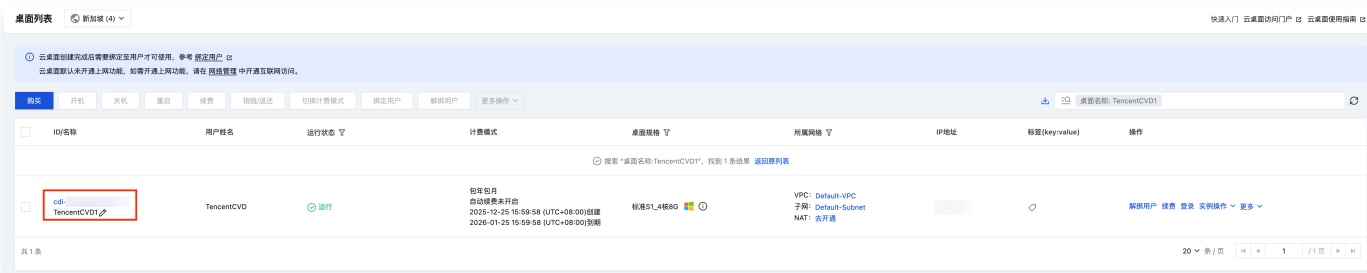 桌面列表 新加坡 (4) 快速入门 云桌面访问门户 云桌面使用指南
云桌面创建完成后需要绑定至用户才可使用，参考 绑定用户
云桌面默认未开通上网功能，如需开通上网功能，请在 网络管理 中开通互联网访问。
购买 开机 关机 重启 续费 销毁/退还 切换计费模式 绑定用户 解绑用户 更多操作 桌面名称: TencentCVD1
ID/名称 用户姓名 运行状态 计费模式 桌面规格 所属网络 IP地址 标签(key:value) 操作
搜索 "桌面名称:TencentCVD1"，找到 1 条结果 返回原列表
cdi-
TencentCVD1
TencentCVD
运行
包年包月
自动续费未开启
2025-12-25 15:59:58 (UTC+08:00)创建
2026-01-25 15:59:58 (UTC+08:00)到期
标准S1_4核8G
VPC: Default-VPC
子网: Default-Subnet
NAT: 去开通
解绑用户 续费 登录 实例操作 更多
共 1 条 20 条 / 页 1 / 1 页